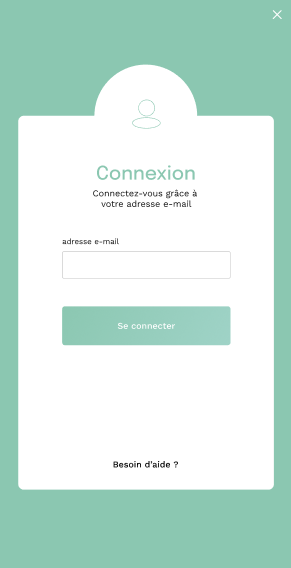 Connexion
Connectez-vous grâce à
votre adresse e-mail
adresse e-mail
Se connecter
Besoin d'aide ?